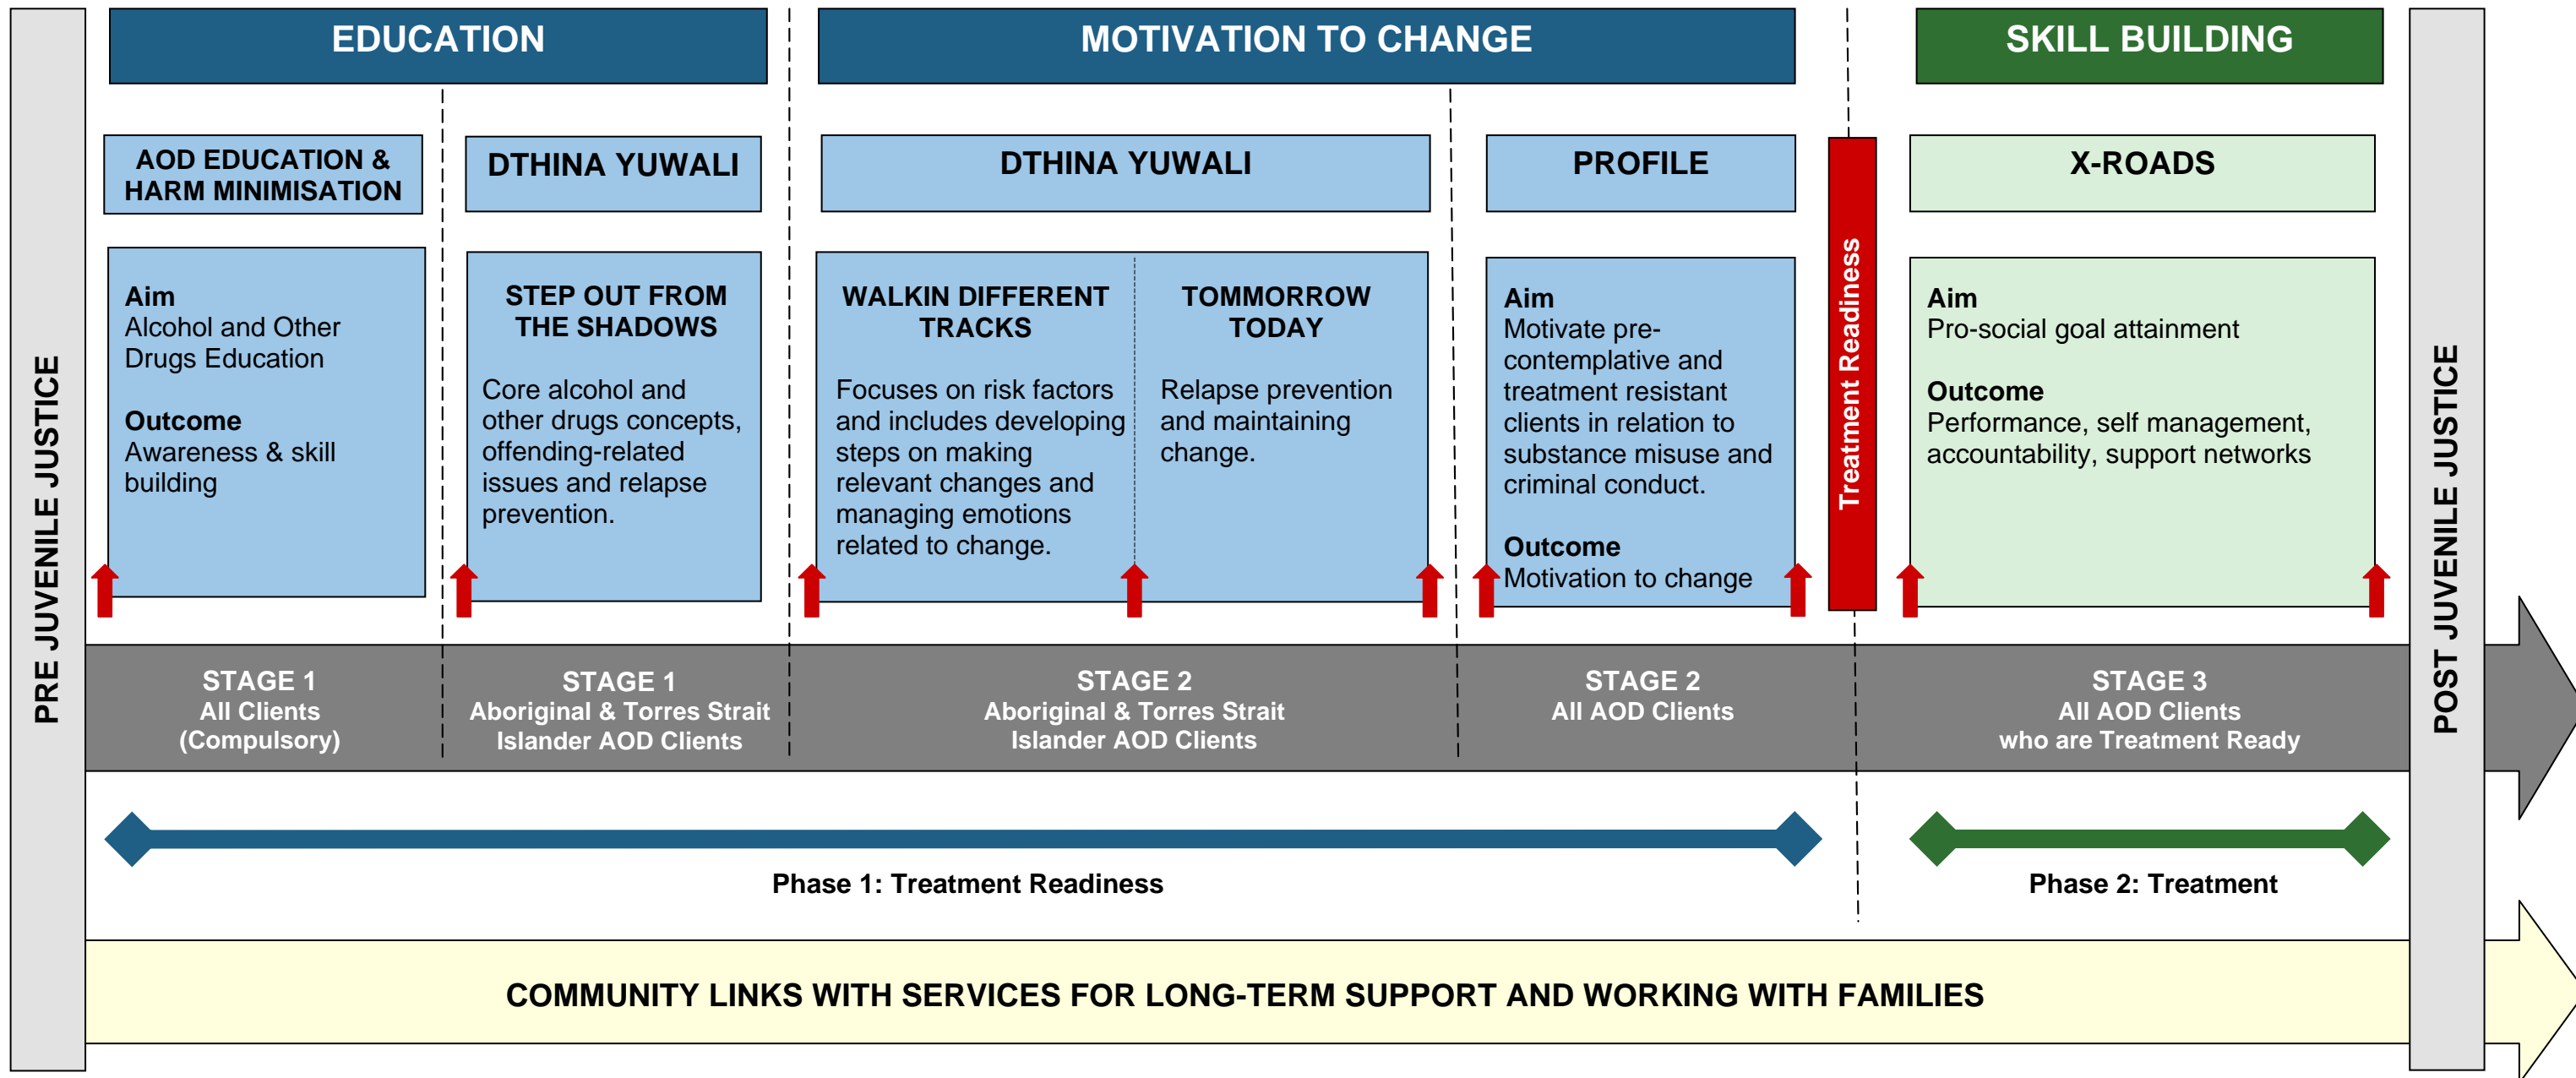 PRE JUVENILE JUSTICE
EDUCATION
MOTIVATION TO CHANGE
SKILL BUILDING
AOD EDUCATION &
HARM MINIMISATION
DTHINA YUWALI
DTHINA YUWALI
PROFILE
X-ROADS
Aim
Alcohol and Other
Drugs Education
Outcome
Awareness & skill
building
STEP OUT FROM
THE SHADOWS
Core alcohol and
other drugs concepts,
offending-related
issues and relapse
prevention.
WALKIN DIFFERENT
TRACKS
Focuses on risk factors
and includes developing
steps on making
relevant changes and
managing emotions
related to change.
TOMMORROW
TODAY
Relapse prevention
and maintaining
change.
Aim
Motivate pre-
contemplative and
treatment resistant
clients in relation to
substance misuse and
criminal conduct.
Outcome
Motivation to change
Treatment Readiness
Aim
Pro-social goal attainment
Outcome
Performance, self management,
accountability, support networks
STAGE 1
All Clients
(Compulsory)
STAGE 1
Aboriginal & Torres Strait
Islander AOD Clients
STAGE 2
Aboriginal & Torres Strait
Islander AOD Clients
STAGE 2
All AOD Clients
STAGE 3
All AOD Clients
who are Treatment Ready
Phase 1: Treatment Readiness
Phase 2: Treatment
COMMUNITY LINKS WITH SERVICES FOR LONG-TERM SUPPORT AND WORKING WITH FAMILIES
POST JUVENILE JUSTICE